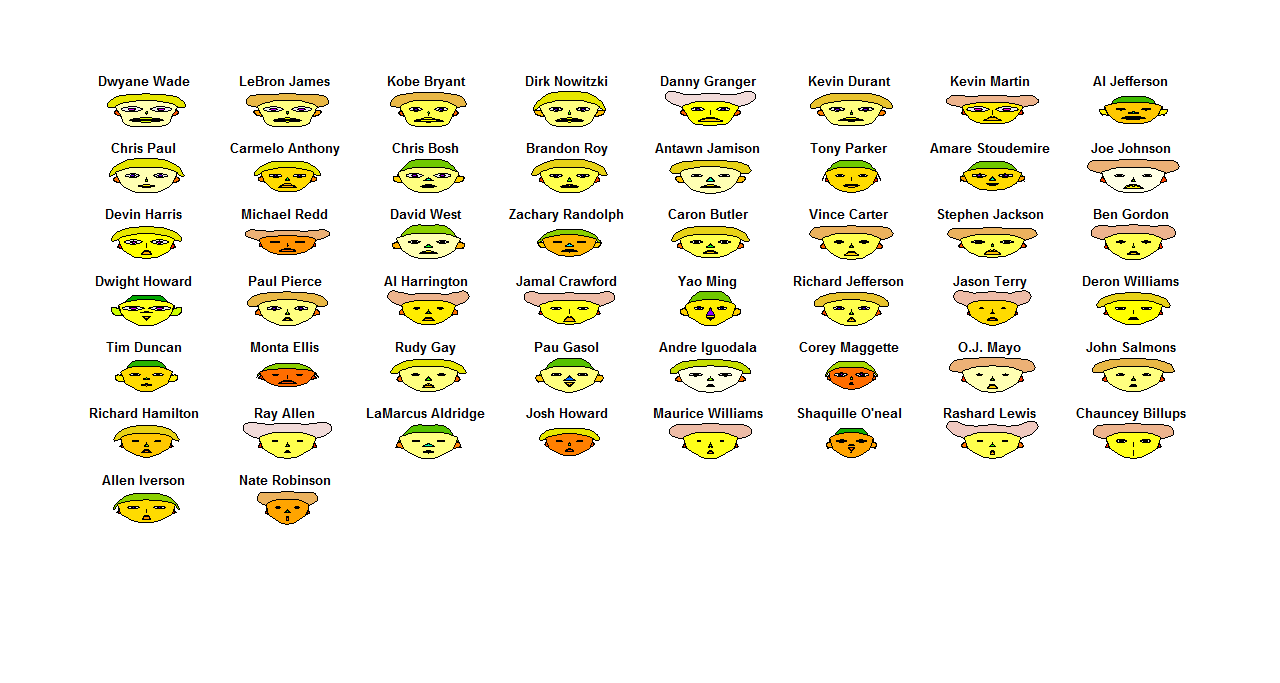 Dwyane Wade LeBron James Kobe Bryant Dirk Nowitzki Danny Granger Kevin Durant Kevin Martin Al Jefferson
Chris Paul Carmelo Anthony Chris Bosh Brandon Roy Antawn Jamison Tony Parker Amare Stoudemire Joe Johnson
Devin Harris Michael Redd David West Zachary Randolph Caron Butler Vince Carter Stephen Jackson Ben Gordon
Dwight Howard Paul Pierce Al Harrington Jamal Crawford Yao Ming Richard Jefferson Jason Terry Deron Williams
Tim Duncan Monta Ellis Rudy Gay Pau Gasol Andre Iguodala Corey Maggette O.J. Mayo John Salmons
Richard Hamilton Ray Allen LaMarcus Aldridge Josh Howard Maurice Williams Shaquille O'neal Rashard Lewis Chauncey Billups
Allen Iverson Nate Robinson